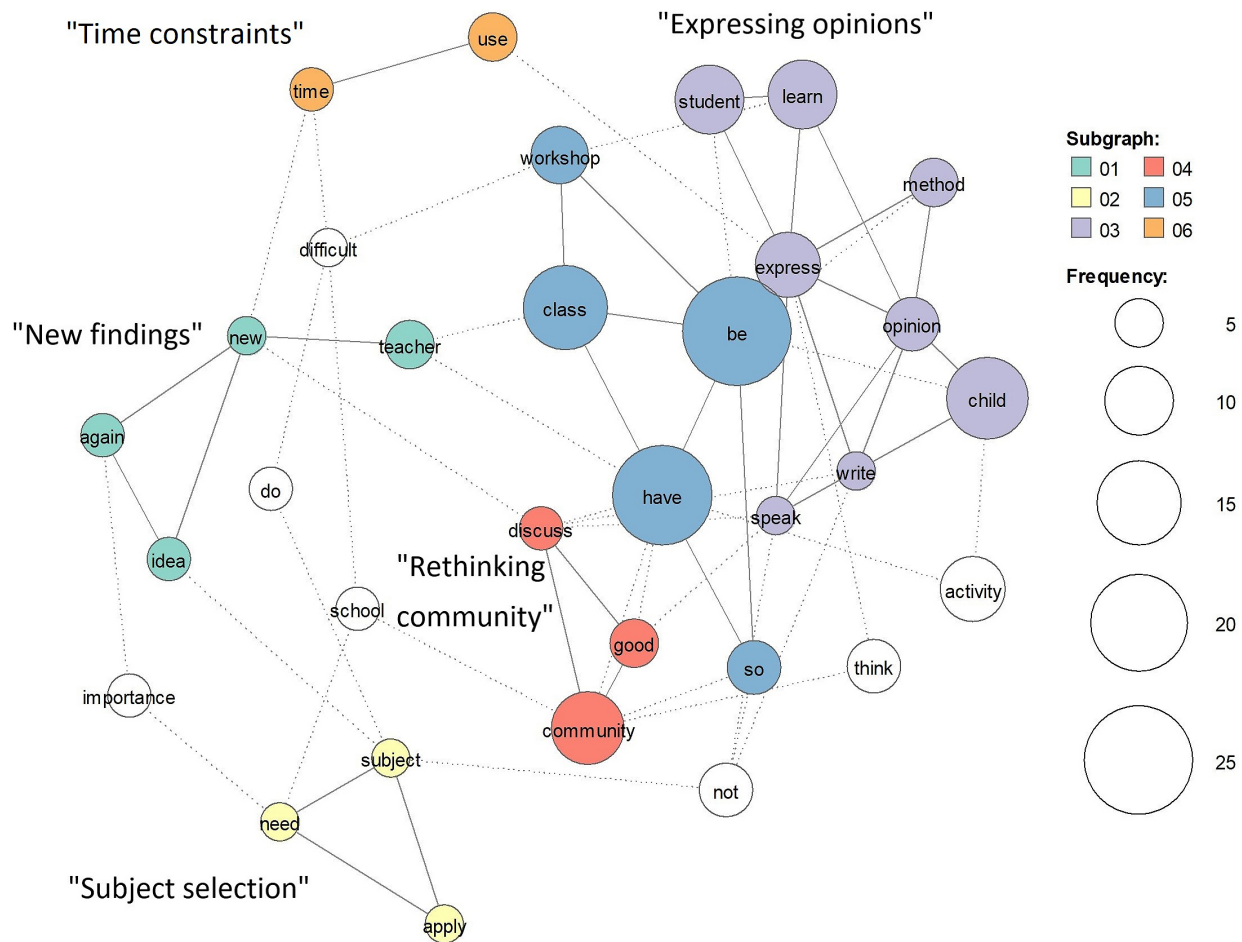 "Time constraints"
"Expressing opinions"
use
time
student
learn
workshop
method
difficult
express
class
be
opinion
"New findings"
new
teacher
child
again
write
do
have
speak
discuss
idea
"Rethinking
community"
school
activity
good
so
think
importance
community
subject
not
need
"Subject selection"
apply
Subgraph:
01 04
02 05
03 06
Frequency:
5
10
15
20
25